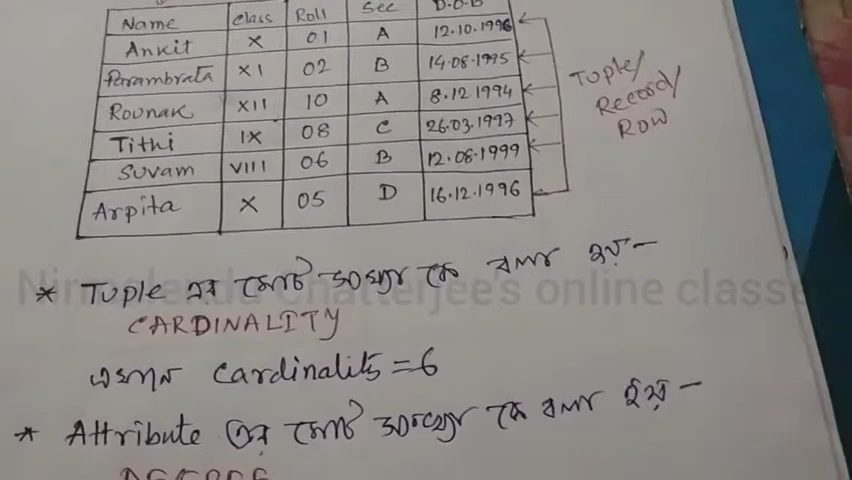 Name Class Roll Sec D.O.B
Ankit X 01 A 12.10.1996
Parambrata XI 02 B 14.08.1995
Rounak XII 10 A 8.12 1994
Tithi IX 08 C 26.03.1997
Suvam VIII 06 B 12.08.1999
Arpita X 05 D 16.12.1996
Tuple/
Record/
Row
* Tuple এর মোট সংখ্যা কে বলা হয় -
CARDINALITY
এখানে Cardinality = 6
* Attribute এর মোট সংখ্যা কে বলা হয় -
DEGREE
Nirmalendu Chatterjee's online classe